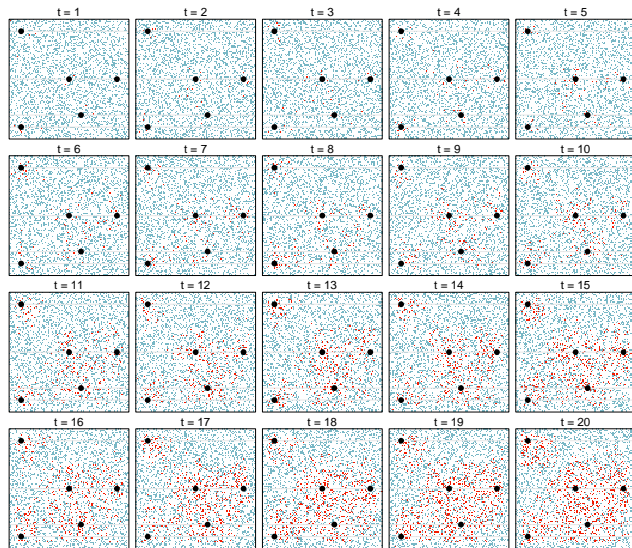 t = 1 t = 2 t = 3 t = 4 t = 5
t = 6 t = 7 t = 8 t = 9 t = 10
t = 11 t = 12 t = 13 t = 14 t = 15
t = 16 t = 17 t = 18 t = 19 t = 20